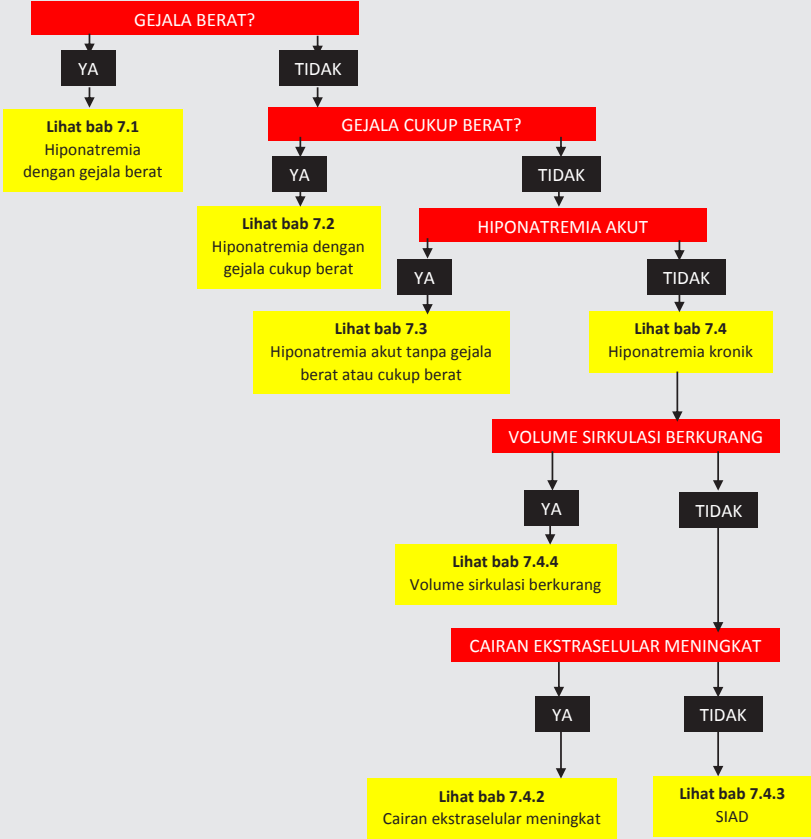 GEJALA BERAT?
YA
TIDAK
Lihat bab 7.1
Hiponatremia
dengan gejala berat
GEJALA CUKUP BERAT?
YA
TIDAK
Lihat bab 7.2
Hiponatremia dengan
gejala cukup berat
HIPONATREMIA AKUT
YA
TIDAK
Lihat bab 7.3
Hiponatremia akut tanpa gejala
berat atau cukup berat
Lihat bab 7.4
Hiponatremia kronik
VOLUME SIRKULASI BERKURANG
YA
TIDAK
Lihat bab 7.4.4
Volume sirkulasi berkurang
CAIRAN EKSTRASELULAR MENINGKAT
YA
TIDAK
Lihat bab 7.4.2
Cairan ekstraselular meningkat
Lihat bab 7.4.3
SIAD